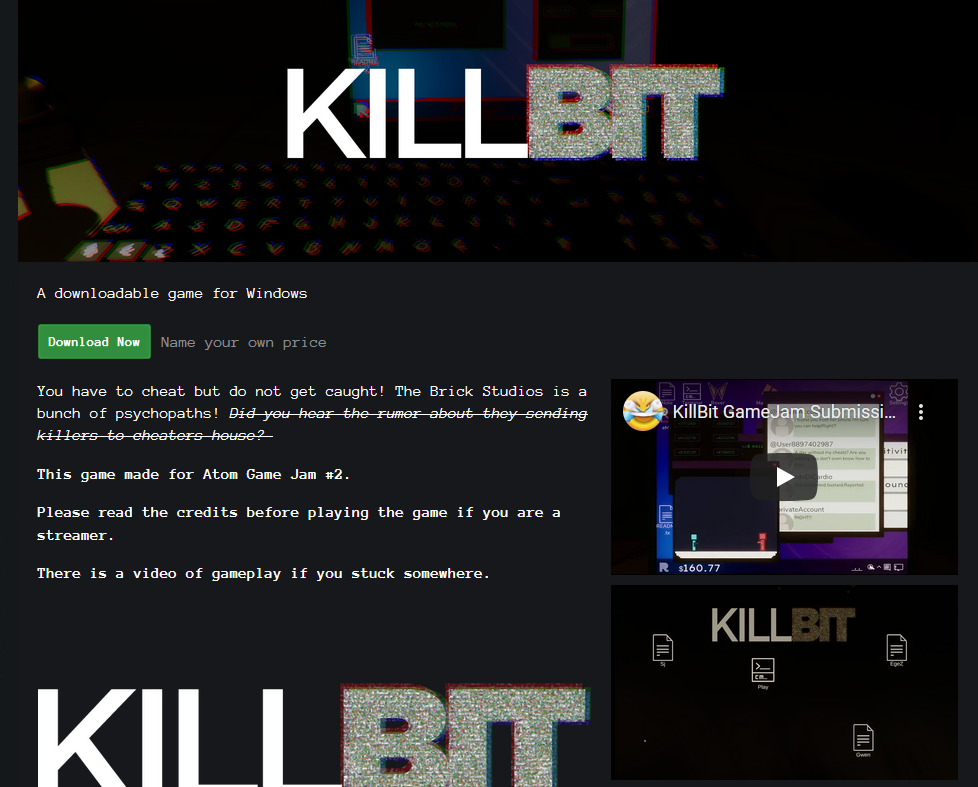 KILLBIT
A downloadable game for Windows
Download Now Name your own price
You have to cheat but do not get caught! The Brick Studios is a
bunch of psychopaths! Did you hear the rumor about they sending
killers to cheaters house?
This game made for Atom Game Jam #2.
Please read the credits before playing the game if you are a
streamer.
There is a video of gameplay if you stuck somewhere.
KillBit GameJam Submissi...
@User8897402987
$160.77
KILLBIT
Sj
EgeZ
Play
Gwen
KILLBIT